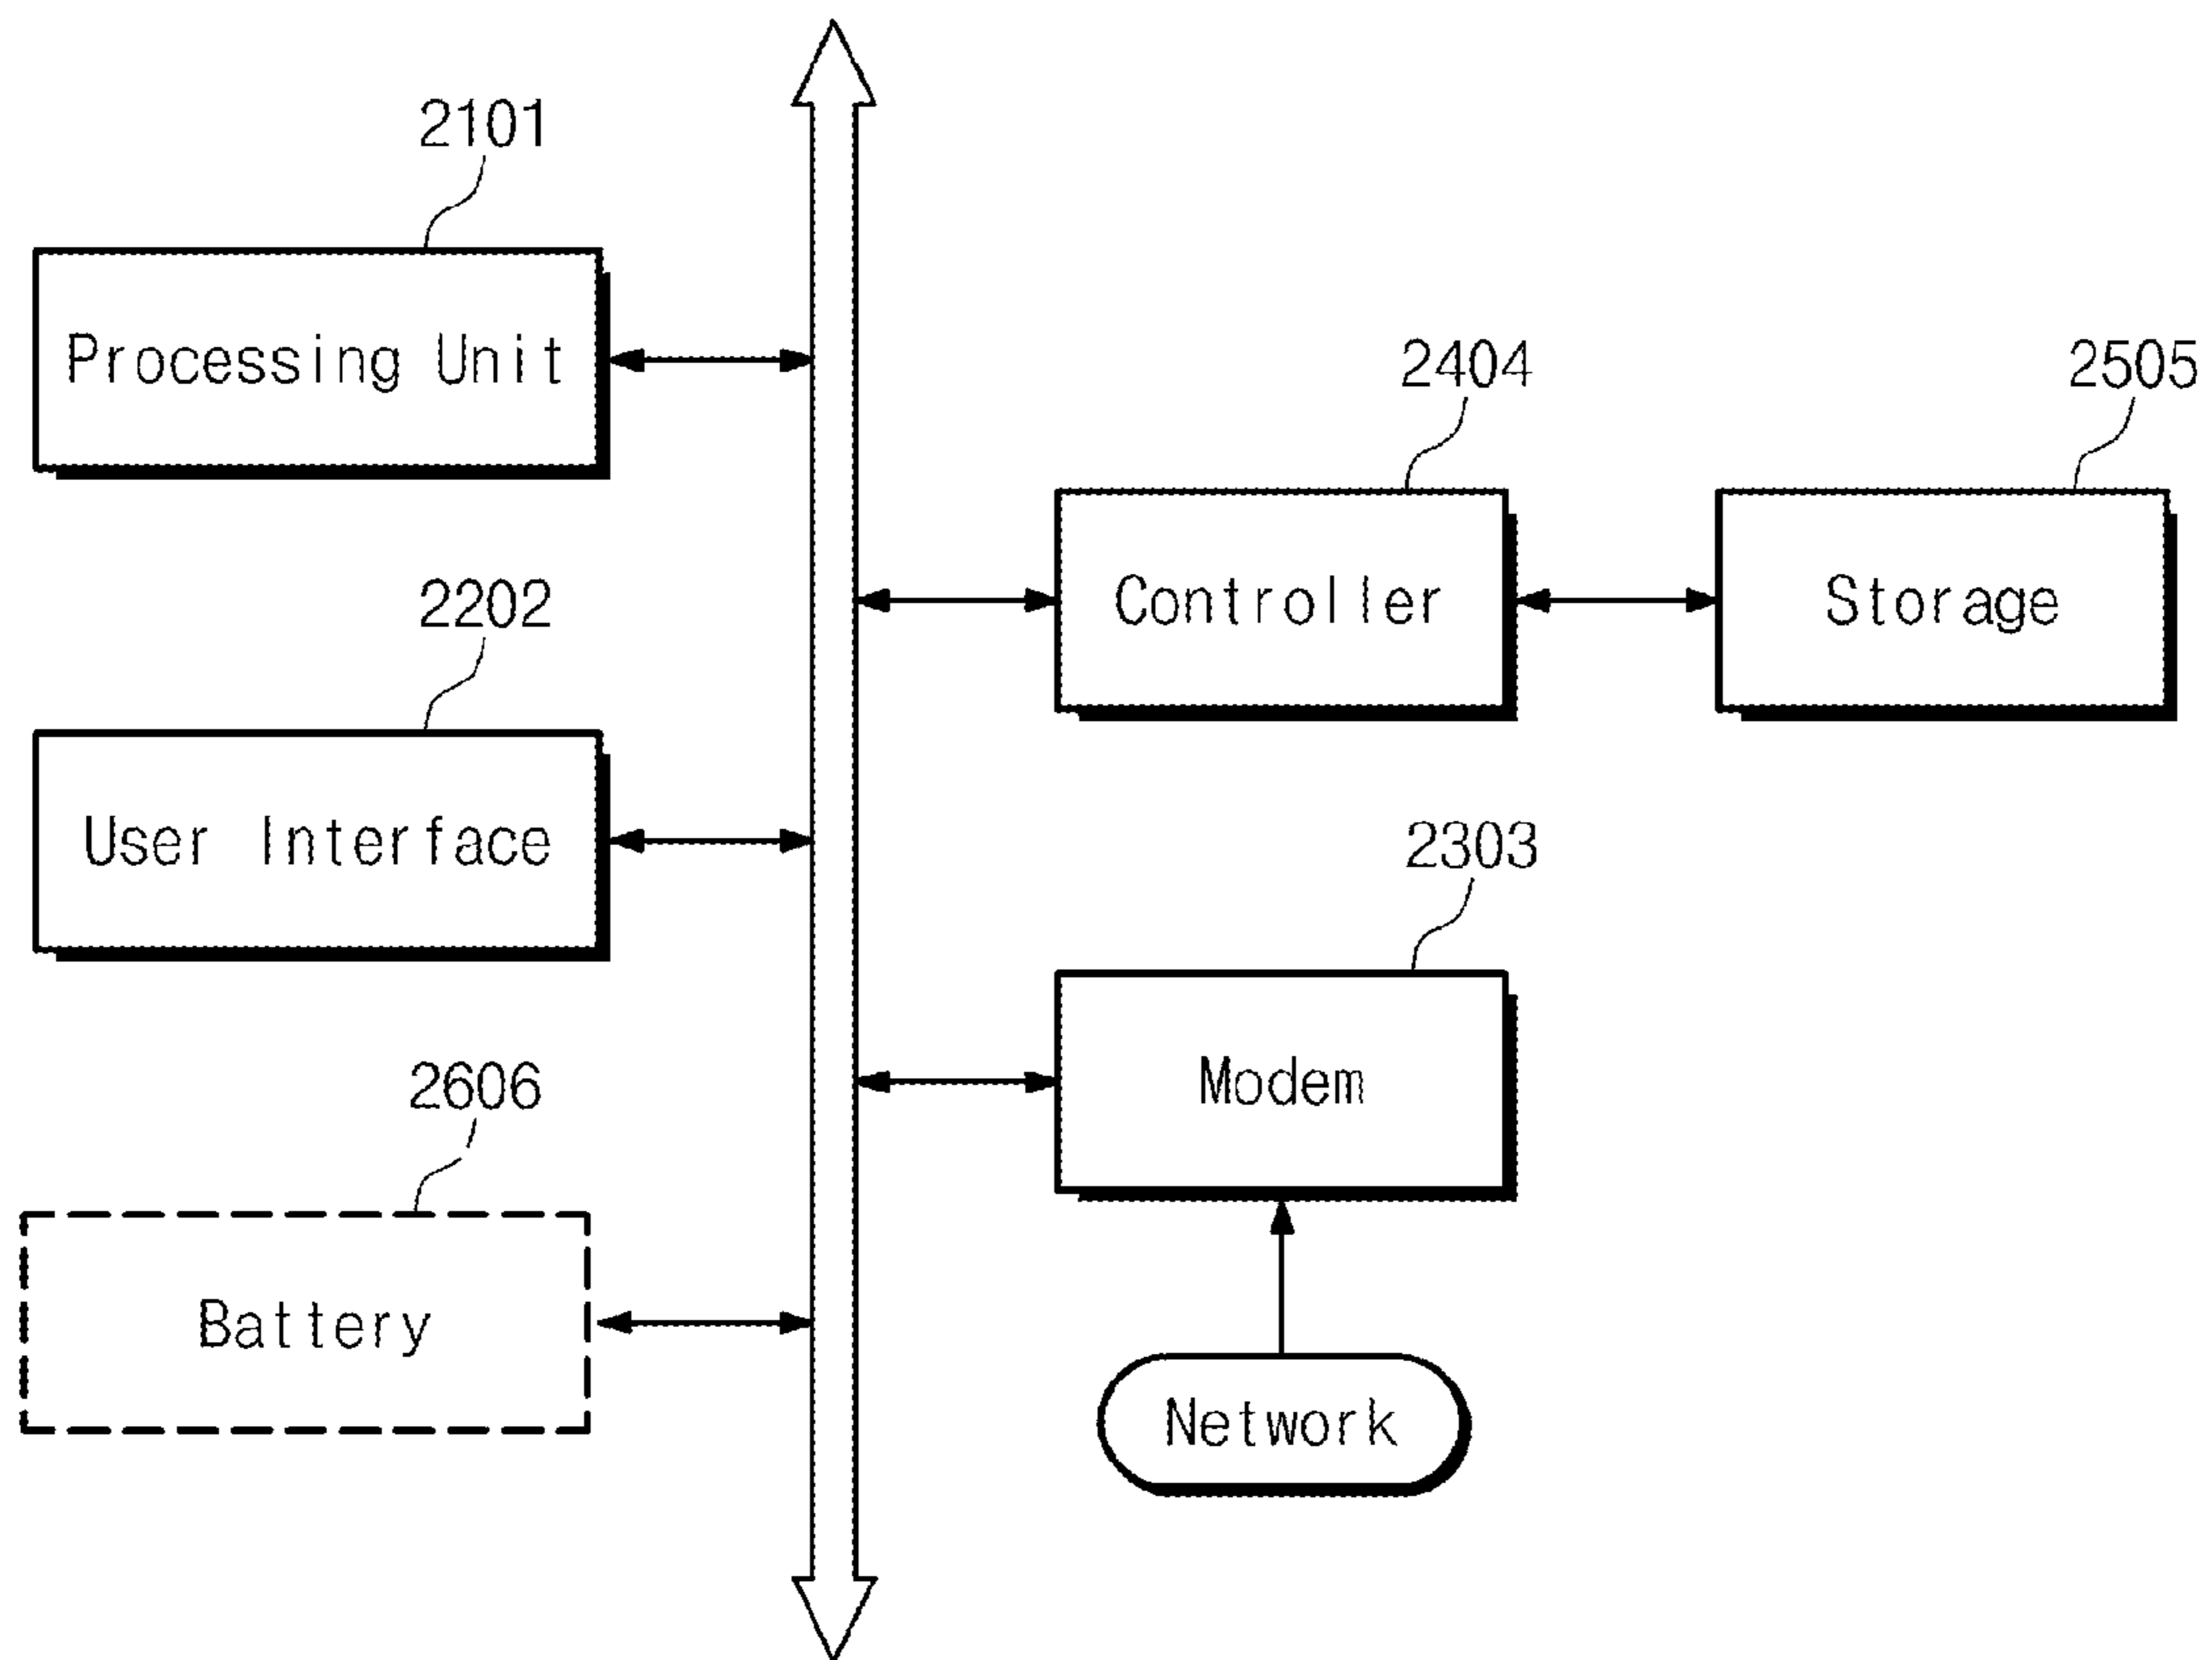 2101
Processing Unit
2404
2505
Controller
Storage
2202
User Interface
2303
Modem
2606
Battery
Network